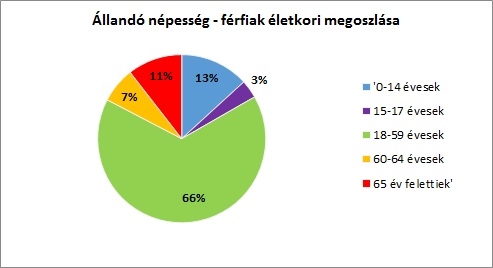 Állandó népesség - férfiak életkori megoszlása
11%
13%
3%
7%
66%
'0-14 évesek
15-17 évesek
18-59 évesek
60-64 évesek
65 év felettiek'